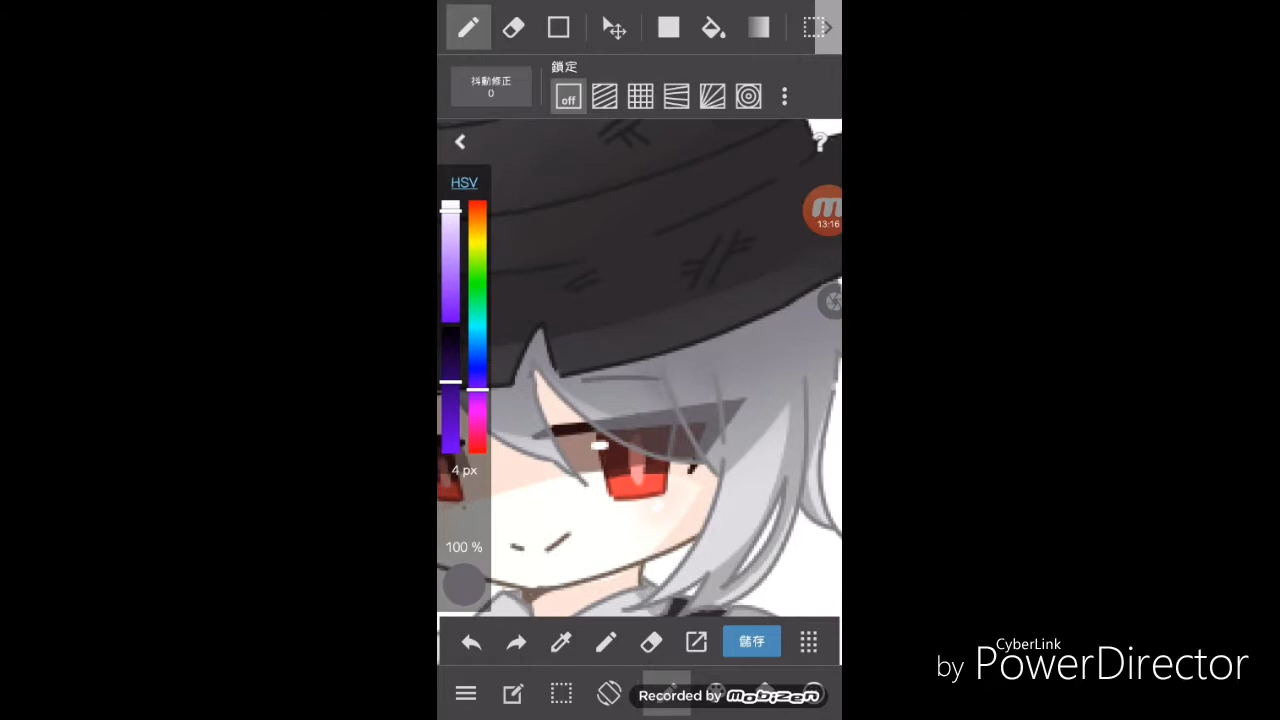 鎖定
抖動修正
0
off
?
HSV
13:16
4 px
100 %
儲存
Recorded by mobizen
CyberLink
by PowerDirector